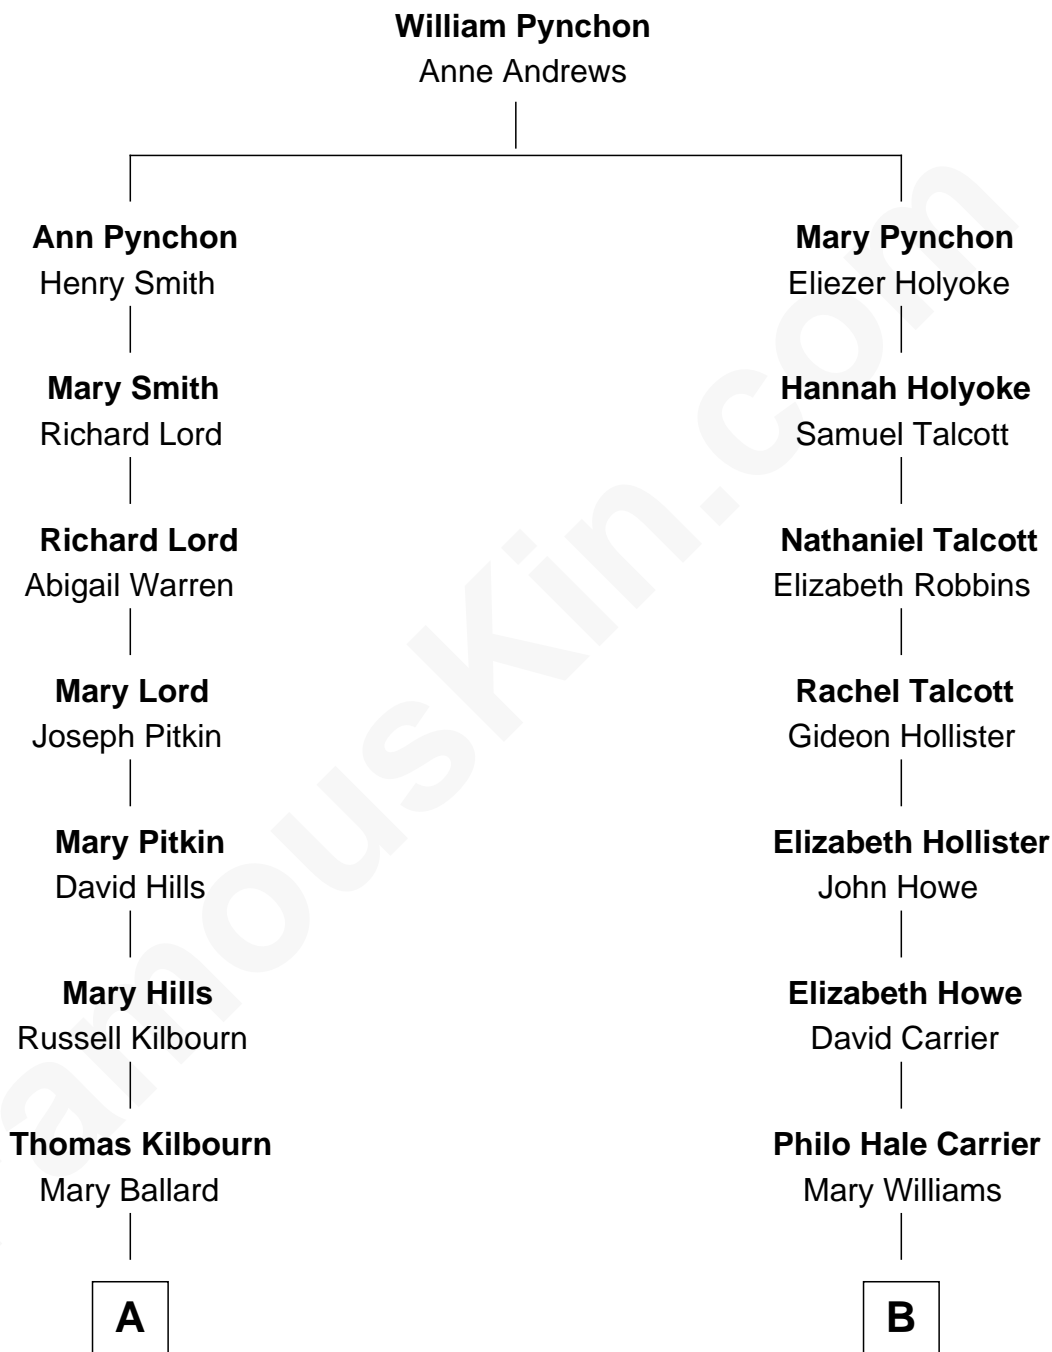 William Pynchon
Anne Andrews
Ann Pynchon
Henry Smith
Mary Pynchon
Eliezer Holyoke
Mary Smith
Richard Lord
Hannah Holyoke
Samuel Talcott
Richard Lord
Abigail Warren
Nathaniel Talcott
Elizabeth Robbins
Mary Lord
Joseph Pitkin
Rachel Talcott
Gideon Hollister
Mary Pitkin
David Hills
Elizabeth Hollister
John Howe
Mary Hills
Russell Kilbourn
Elizabeth Howe
David Carrier
Thomas Kilbourn
Mary Ballard
Philo Hale Carrier
Mary Williams
A
B
amouskin.com